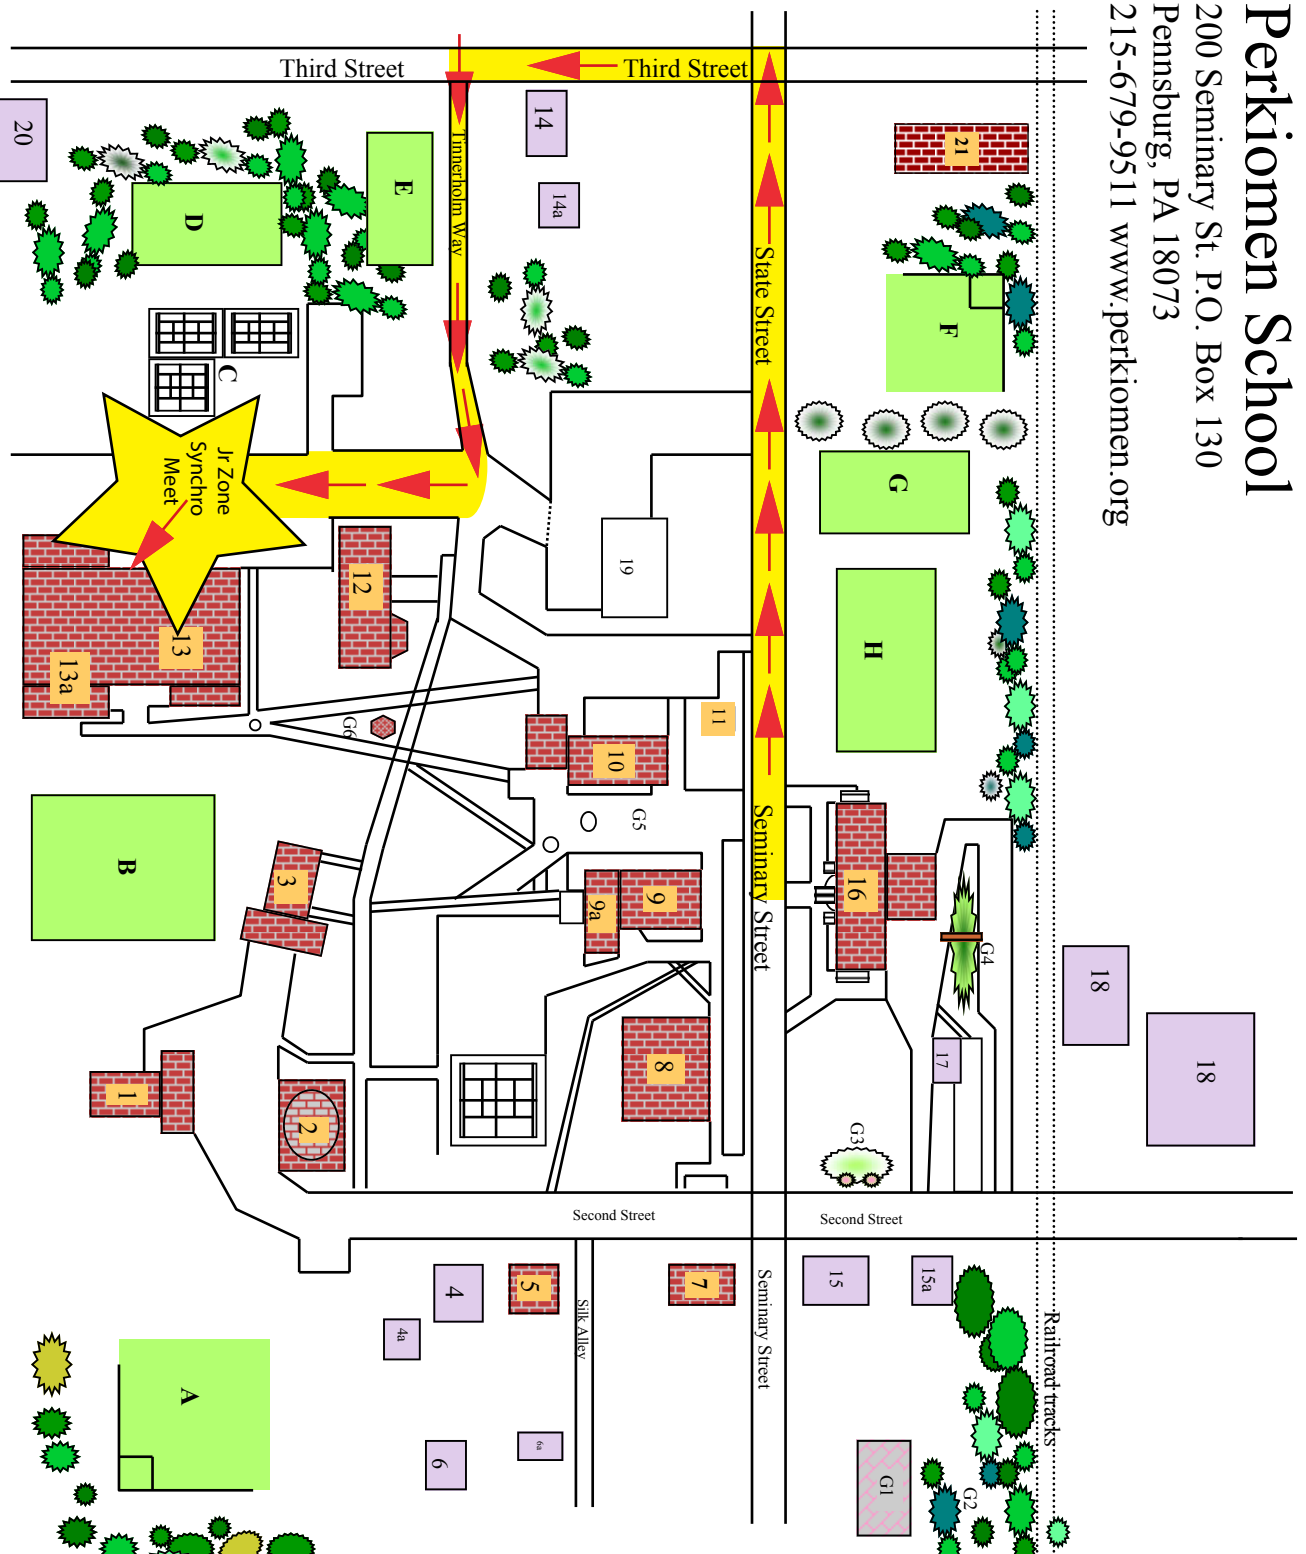 Perkiomen School
200 Seminary St. P.O. Box 130
Pennsburg, PA 18073
215-679-9511 www.perkiomen.org
Third Street
Third Street
20
14
14a
21
E
D
C
F
G
H
Tinnerholm Way
State Street
Jr Zone
Synchro
Meet
12
13
13a
19
11
10
G6
G5
Seminary Street
16
G4
18
18
17
3
B
9
9a
8
1
2
G3
Second Street
Second Street
4
4a
5
6
6a
7
Silk Alley
Seminary Street
15
15a
Railroad tracks
A
G1
G2